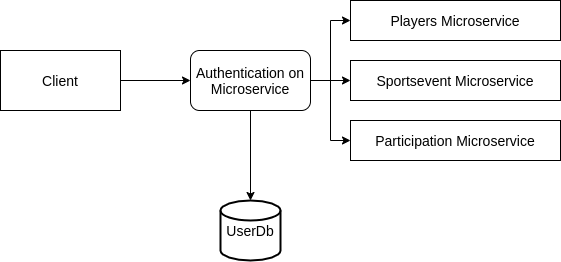 Players Microservice
Client
Authentication on
Microservice
Sportsevent Microservice
Participation Microservice
UserDb